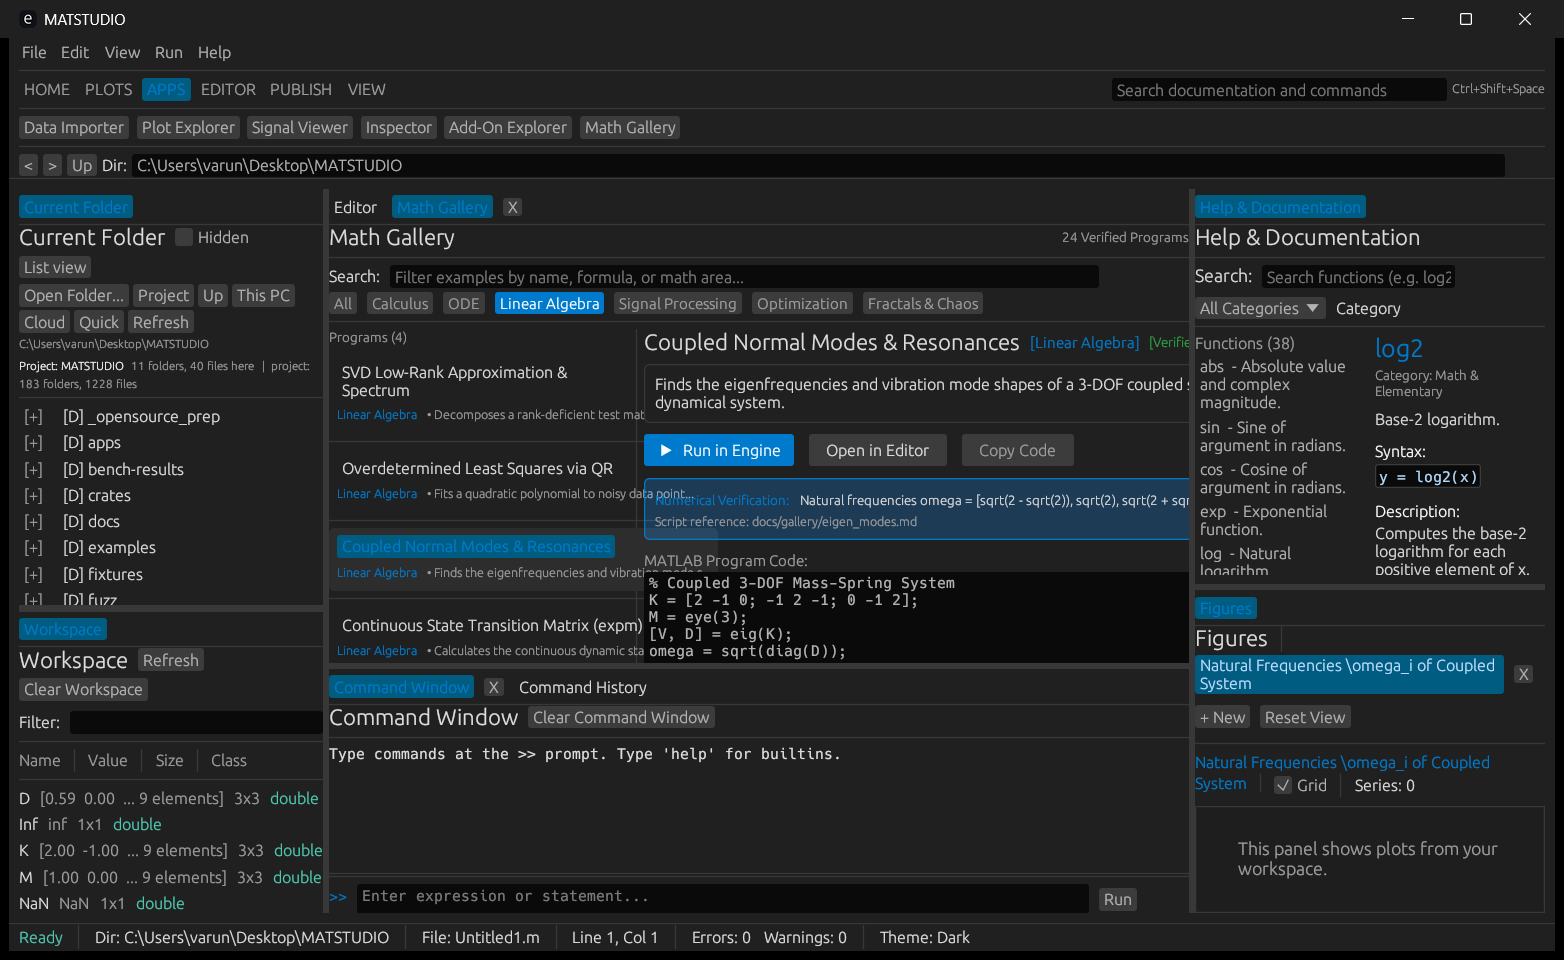 e MATSTUDIO
File Edit View Run Help
HOME PLOTS APPS EDITOR PUBLISH VIEW
Search documentation and commands Ctrl+Shift+Space
Data Importer Plot Explorer Signal Viewer Inspector Add-On Explorer Math Gallery
< > Up Dir: C:\Users\varun\Desktop\MATSTUDIO
Current Folder
Current Folder Hidden
List view
Open Folder... Project Up This PC
Cloud Quick Refresh
C:\Users\varun\Desktop\MATSTUDIO
Project: MATSTUDIO 11 folders, 40 files here | project:
183 folders, 1228 files
[+] [D] _opensource_prep
[+] [D] apps
[+] [D] bench-results
[+] [D] crates
[+] [D] docs
[+] [D] examples
[+] [D] fixtures
[+] [D] fuzz
Workspace
Workspace Refresh
Clear Workspace
Filter:
Name Value Size Class
D [0.59 0.00 ... 9 elements] 3x3 double
Inf inf 1x1 double
K [2.00 -1.00 ... 9 elements] 3x3 double
M [1.00 0.00 ... 9 elements] 3x3 double
NaN NaN 1x1 double
Editor Math Gallery X
Math Gallery 24 Verified Programs
Search: Filter examples by name, formula, or math area...
All Calculus ODE Linear Algebra Signal Processing Optimization Fractals & Chaos
Programs (4)
SVD Low-Rank Approximation &
Spectrum
Linear Algebra • Decomposes a rank-deficient test mat
Overdetermined Least Squares via QR
Linear Algebra • Fits a quadratic polynomial to noisy data point...
Coupled Normal Modes & Resonances
Linear Algebra • Finds the eigenfrequencies and vibration mode s
Continuous State Transition Matrix (expm)
Linear Algebra • Calculates the continuous dynamic sta
Coupled Normal Modes & Resonances [Linear Algebra] [Verifie
Finds the eigenfrequencies and vibration mode shapes of a 3-DOF coupled s
dynamical system.
▶ Run in Engine Open in Editor Copy Code
Numerical Verification: Natural frequencies omega = [sqrt(2 - sqrt(2)), sqrt(2), sqrt(2 + sqr
Script reference: docs/gallery/eigen_modes.md
MATLAB Program Code:
% Coupled 3-DOF Mass-Spring System
K = [2 -1 0; -1 2 -1; 0 -1 2];
M = eye(3);
[V, D] = eig(K);
omega = sqrt(diag(D));
Command Window X Command History
Command Window Clear Command Window
Type commands at the >> prompt. Type 'help' for builtins.
>> Enter expression or statement... Run
Help & Documentation
Help & Documentation
Search: Search functions (e.g. log2
All Categories Category
Functions (38)
abs - Absolute value
and complex
magnitude.
sin - Sine of
argument in radians.
cos - Cosine of
argument in radians.
exp - Exponential
function.
log - Natural
logarithm
log2
Category: Math &
Elementary
Base-2 logarithm.
Syntax:
y = log2(x)
Description:
Computes the base-2
logarithm for each
positive element of x.
Figures
Figures
Natural Frequencies \omega_i of Coupled
System X
+ New Reset View
Natural Frequencies \omega_i of Coupled
System Grid Series: 0
This panel shows plots from your
workspace.
Ready Dir: C:\Users\varun\Desktop\MATSTUDIO File: Untitled1.m Line 1, Col 1 Errors: 0 Warnings: 0 Theme: Dark